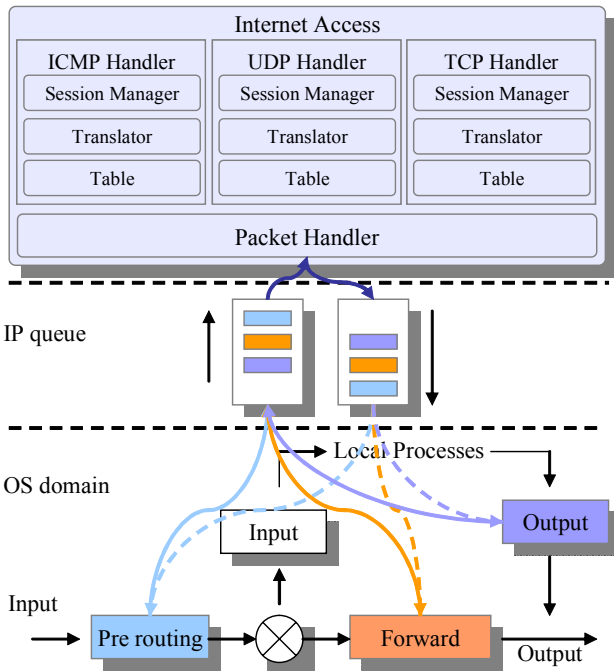 Internet Access
ICMP Handler
UDP Handler
TCP Handler
Session Manager
Session Manager
Session Manager
Translator
Translator
Translator
Table
Table
Table
Packet Handler
IP queue
Local Processes
OS domain
Input
Output
Input
Pre routing
Forward
Output